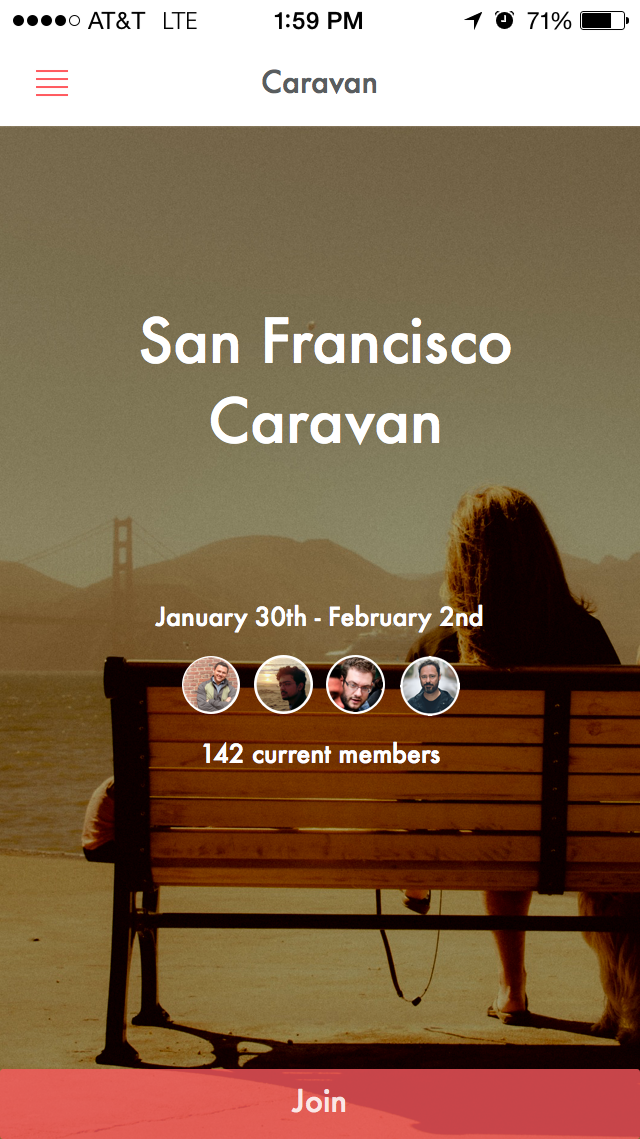 AT&T LTE 1:59 PM 71%
Caravan
San Francisco
Caravan
January 30th - February 2nd
142 current members
Join